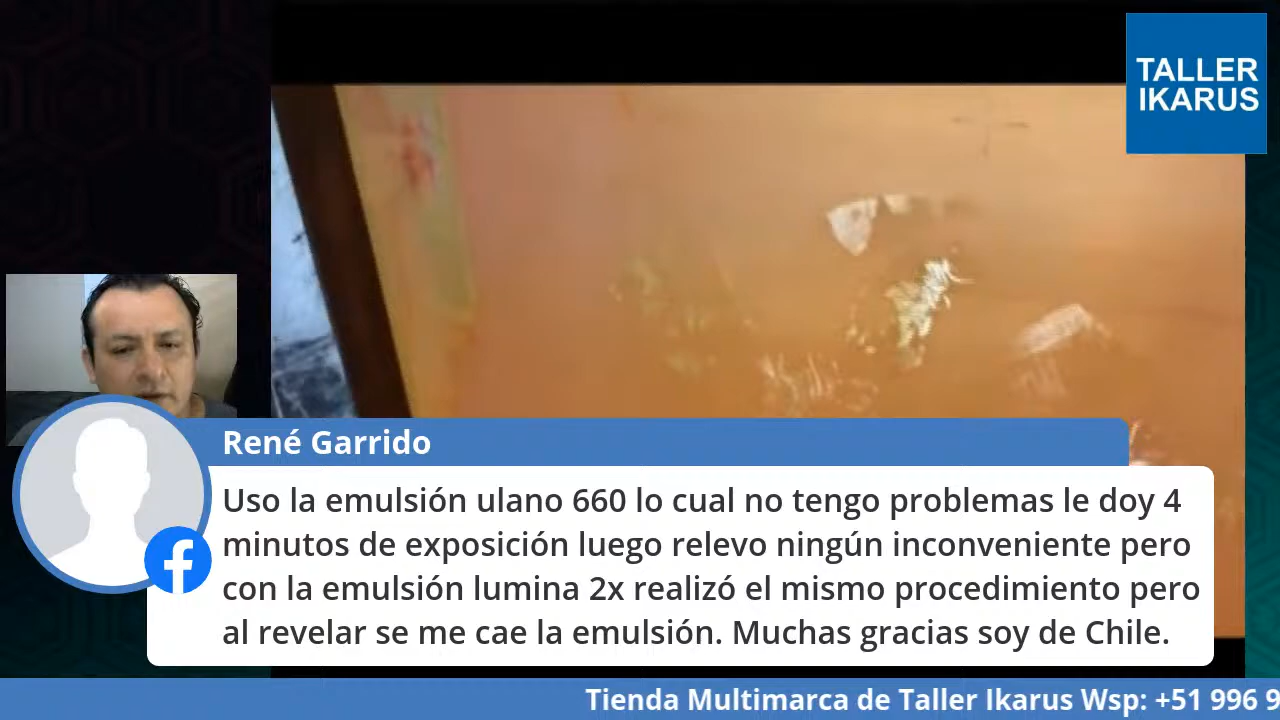 TALLER
IKARUS
René Garrido
Uso la emulsión ulano 660 lo cual no tengo problemas le doy 4
minutos de exposición luego relevo ningún inconveniente pero
con la emulsión lumina 2x realizó el mismo procedimiento pero
al revelar se me cae la emulsión. Muchas gracias soy de Chile.
Tienda Multimarca de Taller Ikarus Wsp: +51 996 9